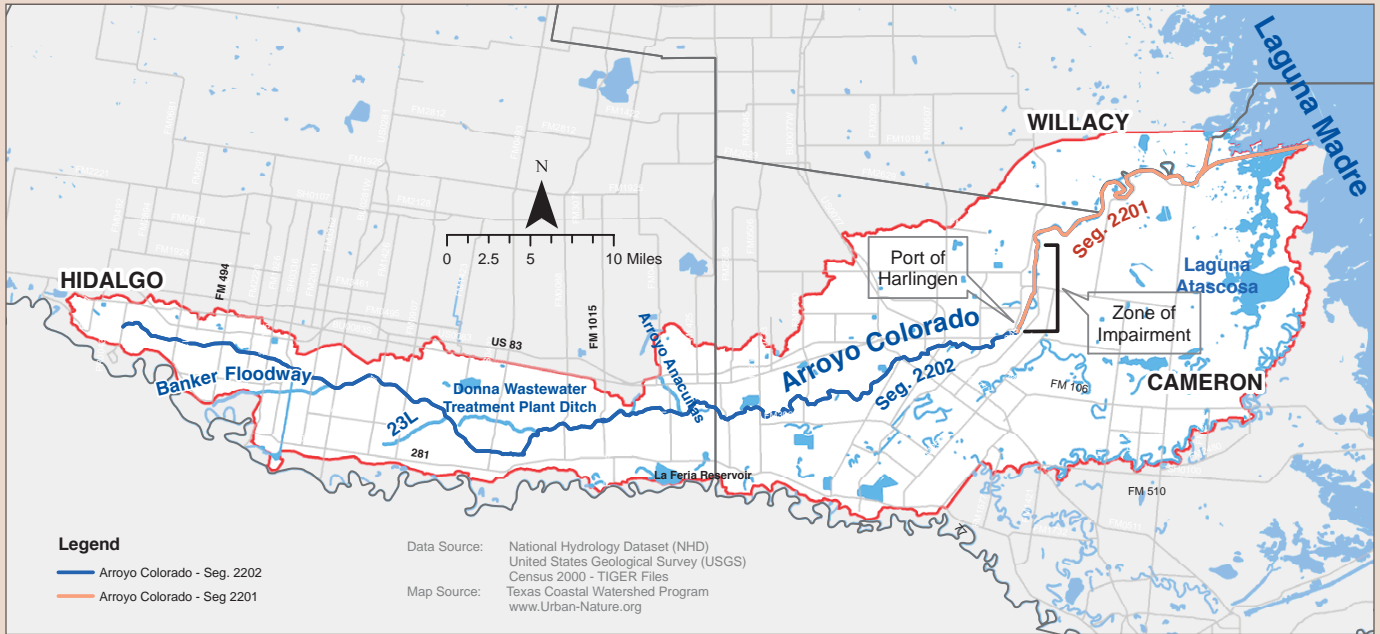 Laguna Madre
WILLACY
N
0 2.5 5 10 Miles
Seg. 2201
Port of
Harlingen
Laguna
Atascosa
HIDALGO
FM 494
FM 1015
Zone of
Impairment
Arroyo Colorado
Arroyo Anacuitas
US 83
Seg. 2202
Banker Floodway
Donna Wastewater
Treatment Plant Ditch
FM 106
CAMERON
23L
281
La Feria Reservoir
FM 510
77
Legend
Arroyo Colorado - Seg. 2202
Arroyo Colorado - Seg 2201
Data Source: National Hydrology Dataset (NHD)
United States Geological Survey (USGS)
Census 2000 - TIGER Files
Map Source: Texas Coastal Watershed Program
www.Urban-Nature.org